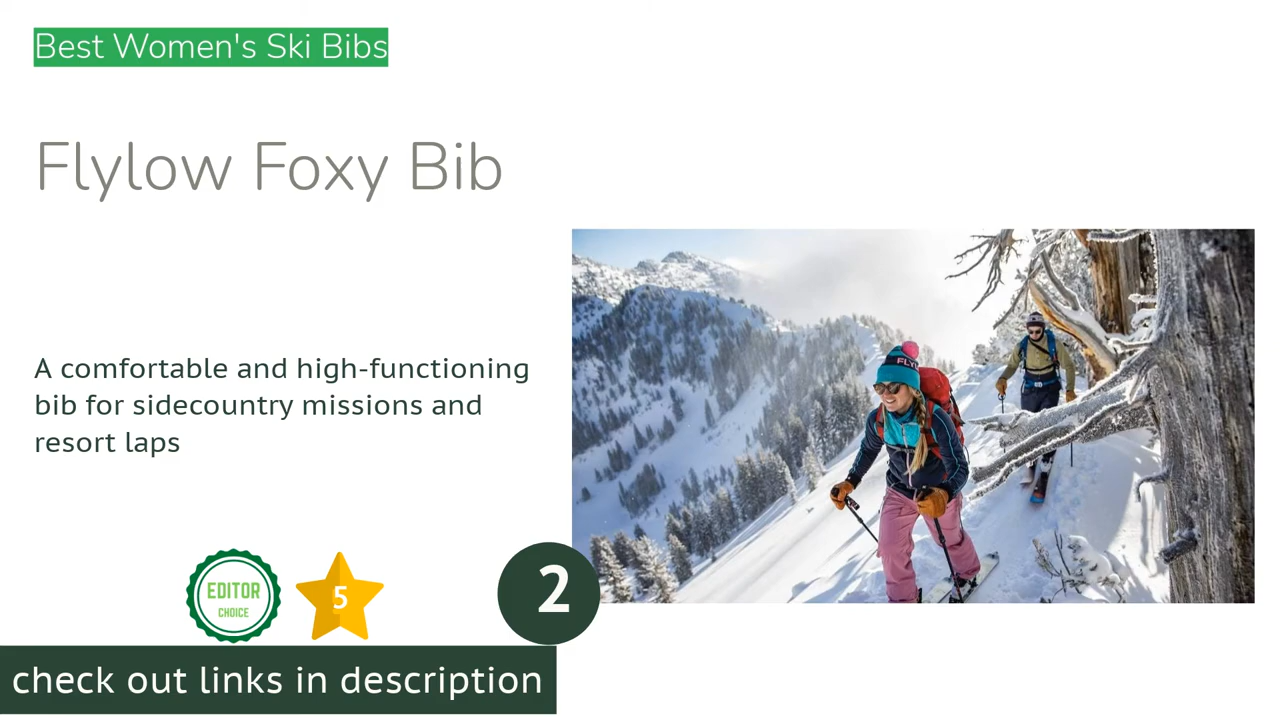 Best Women's Ski Bibs
Flylow Foxy Bib
A comfortable and high-functioning
bib for sidecountry missions and
resort laps
EDITOR
CHOICE
5
2
check out links in description